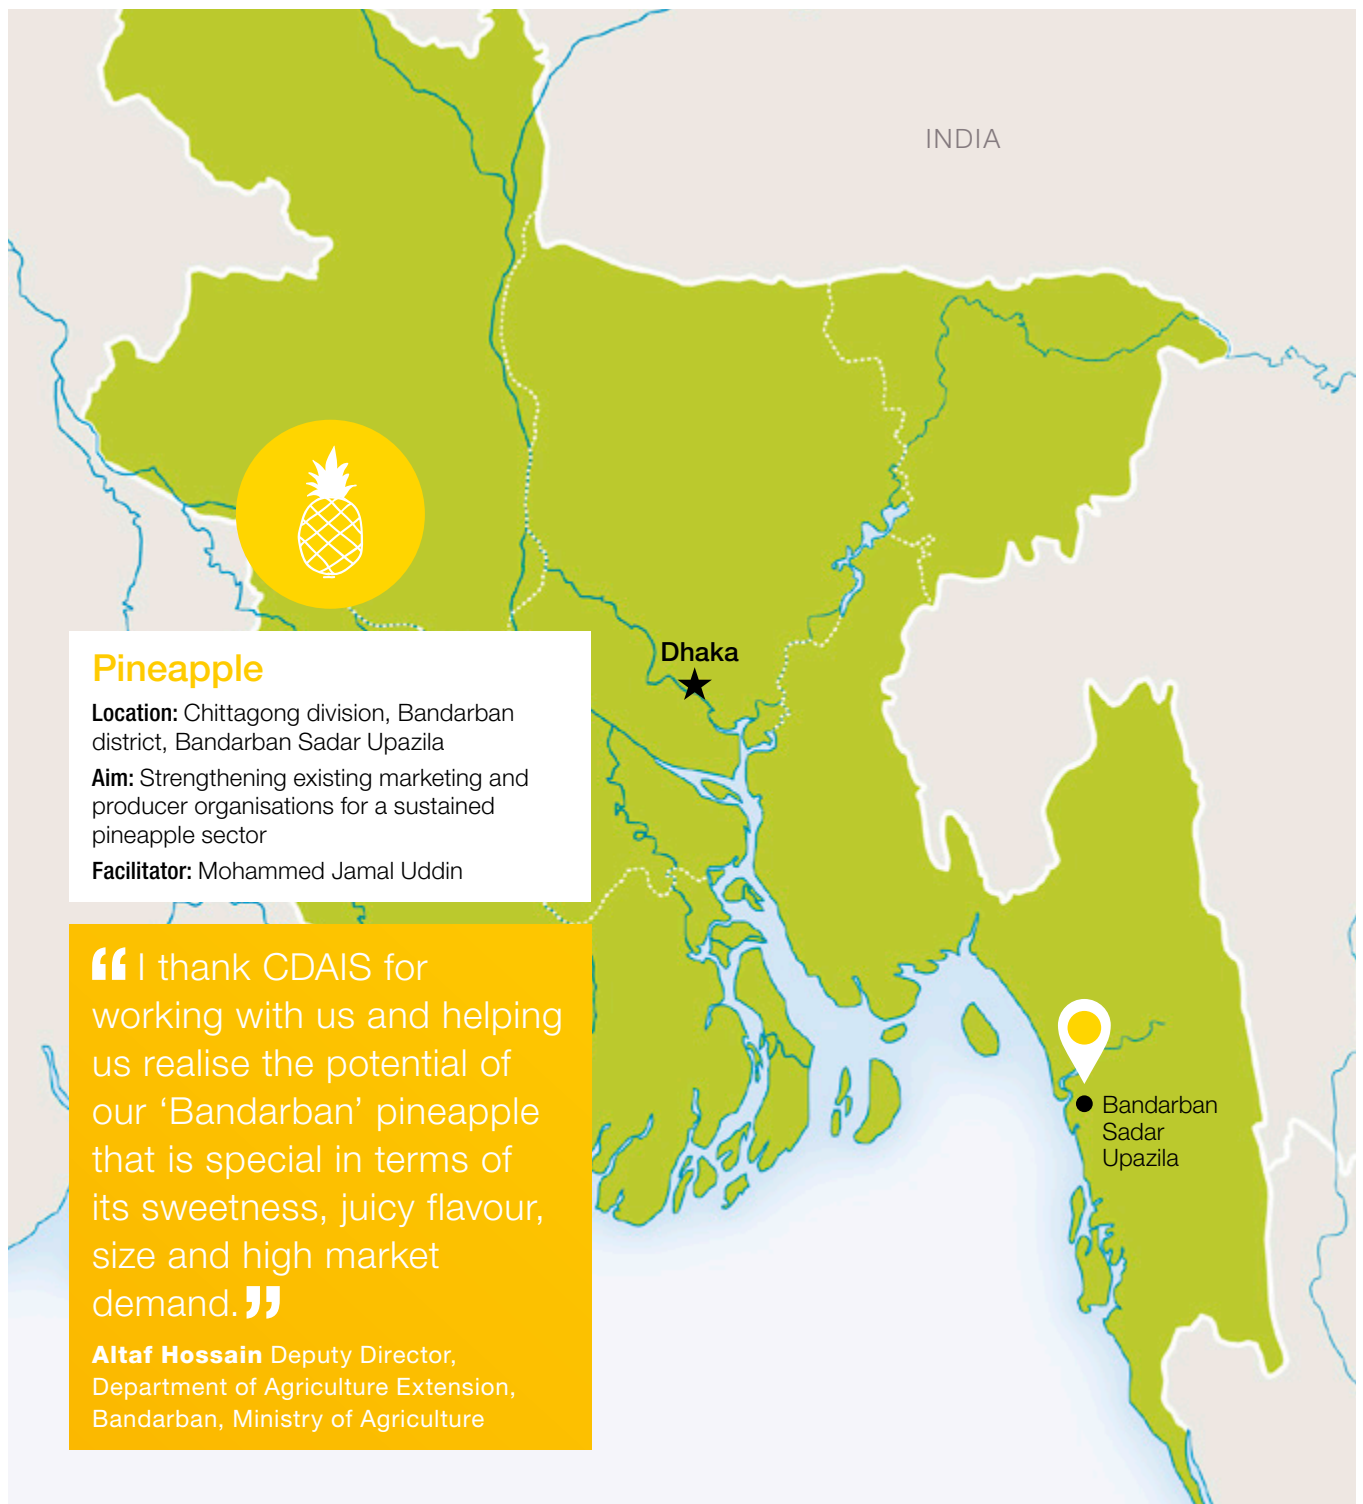 INDIA
Dhaka
Pineapple
Location: Chittagong division, Bandarban
district, Bandarban Sadar Upazila
Aim: Strengthening existing marketing and
producer organisations for a sustained
pineapple sector
Facilitator: Mohammed Jamal Uddin
“ I thank CDAIS for
working with us and helping
us realise the potential of
our ‘Bandarban’ pineapple
that is special in terms of
its sweetness, juicy flavour,
size and high market
demand. ”
Altaf Hossain Deputy Director,
Department of Agriculture Extension,
Bandarban, Ministry of Agriculture
Bandarban
Sadar
Upazila